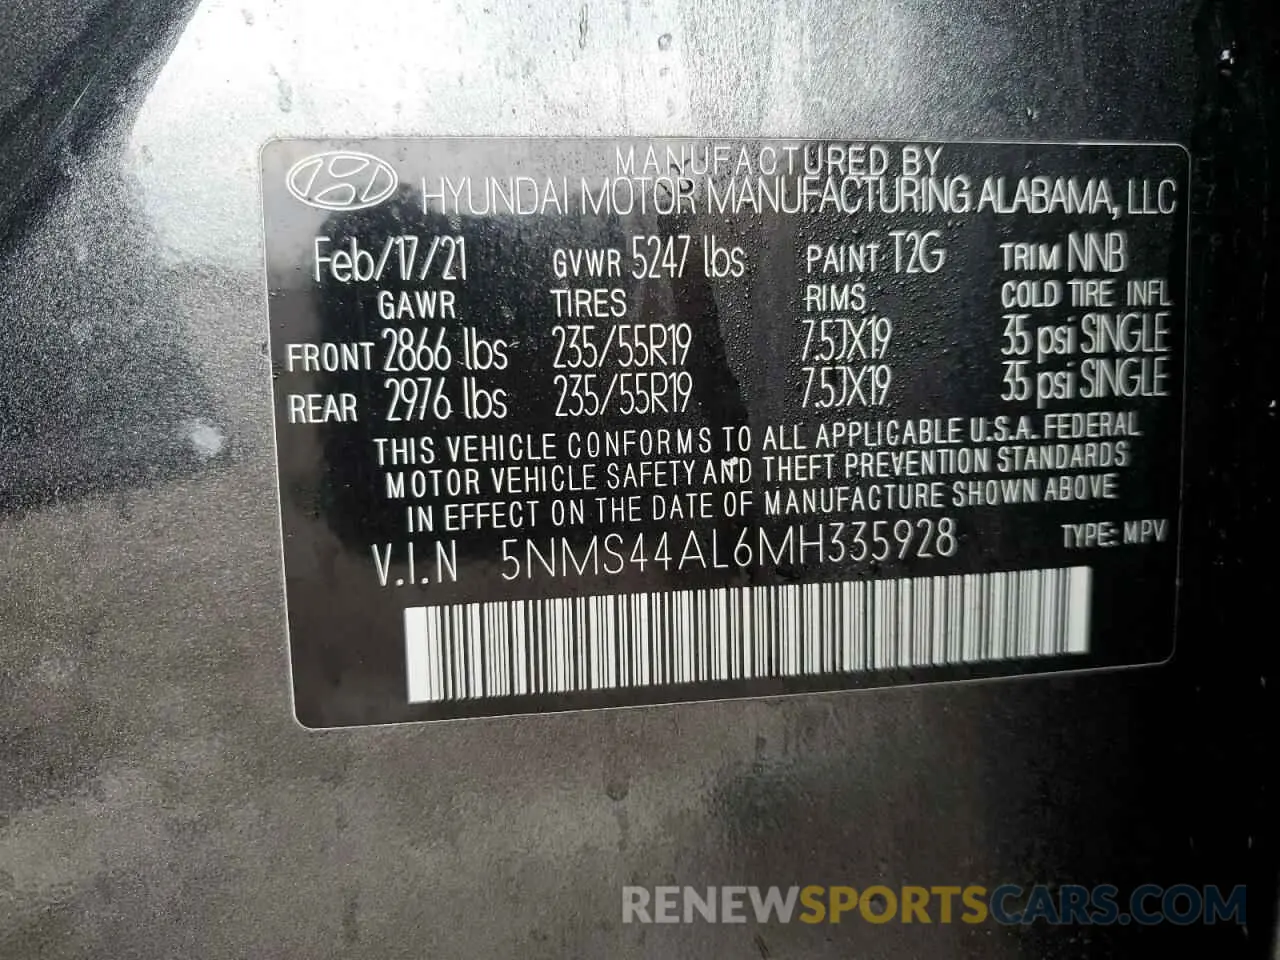 MANUFACTURED BY
HYUNDAI MOTOR MANUFACTURING ALABAMA, LLC
Feb/17/21 GVWR 5247 lbs PAINT T2G TRIM NNB
GAWR TIRES RIMS COLD TIRE INFL
FRONT 2866 lbs 235/55R19 7.5JX19 35 psi SINGLE
REAR 2976 lbs 235/55R19 7.5JX19 35 psi SINGLE
THIS VEHICLE CONFORMS TO ALL APPLICABLE U.S.A. FEDERAL
MOTOR VEHICLE SAFETY AND THEFT PREVENTION STANDARDS
IN EFFECT ON THE DATE OF MANUFACTURE SHOWN ABOVE
V.I.N 5NMS44AL6MH335928 TYPE: MPV
RENEWSPORTSCARS.COM